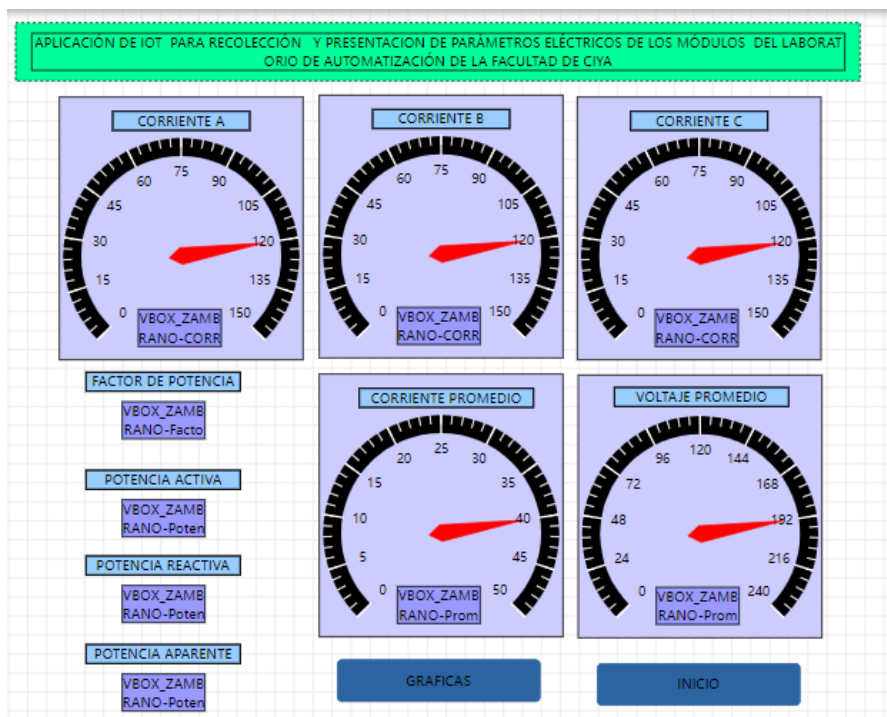 APLICACIÓN DE IOT PARA RECOLECCIÓN Y PRESENTACION DE PARÁMETROS ELÉCTRICOS DE LOS MÓDULOS DEL LABORAT
ORIO DE AUTOMATIZACIÓN DE LA FACULTAD DE CIYA
CORRIENTE A
0 15 30 45 60 75 90 105 120 135 150
VBOX_ZAMB
RANO-CORR
CORRIENTE B
0 15 30 45 60 75 90 105 120 135 150
VBOX_ZAMB
RANO-CORR
CORRIENTE C
0 15 30 45 60 75 90 105 120 135 150
VBOX_ZAMB
RANO-CORR
FACTOR DE POTENCIA
VBOX_ZAMB
RANO-Facto
POTENCIA ACTIVA
VBOX_ZAMB
RANO-Poten
POTENCIA REACTIVA
VBOX_ZAMB
RANO-Poten
POTENCIA APARENTE
VBOX_ZAMB
RANO-Poten
CORRIENTE PROMEDIO
0 5 10 15 20 25 30 35 40 45 50
VBOX_ZAMB
RANO-Prom
VOLTAJE PROMEDIO
0 24 48 72 96 120 144 168 192 216 240
VBOX_ZAMB
RANO-Prom
GRAFICAS
INICIO